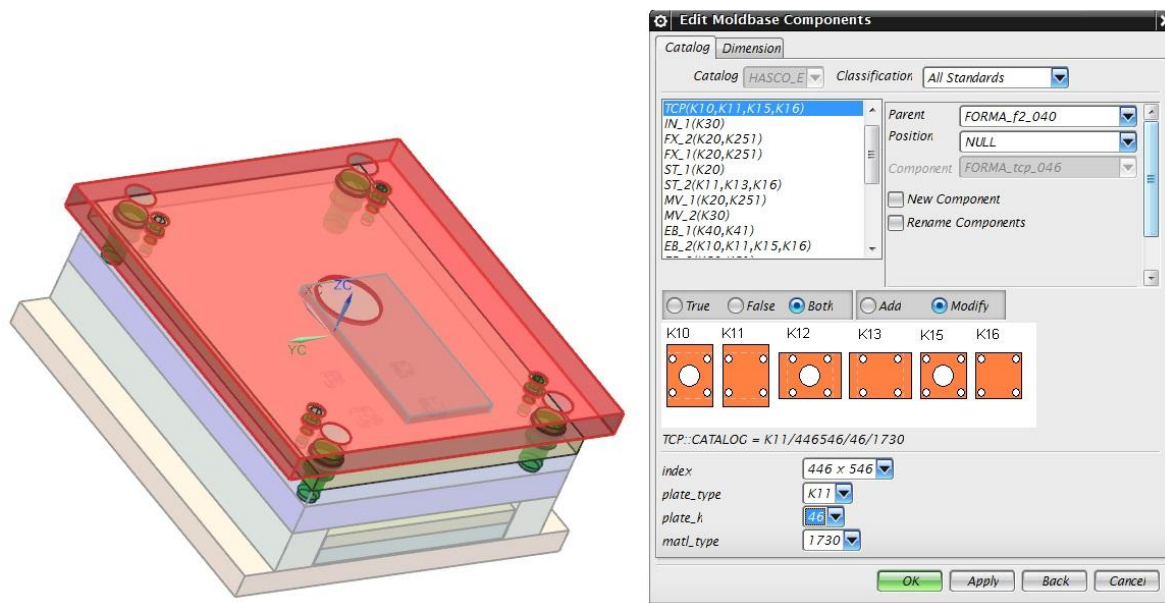 ZC
XC
YC
Edit Moldbase Components
Catalog Dimension
Catalog HASCO_E Classification All Standards
TCP(K10,K11,K15,K16)
IN_1(K30)
FX_2(K20,K251)
FX_1(K20,K251)
ST_1(K20)
ST_2(K11,K13,K16)
MV_1(K20,K251)
MV_2(K30)
EB_1(K40,K41)
EB_2(K10,K11,K15,K16)
Parent FORMA_f2_040
Position NULL
Component FORMA_tcp_046
New Component
Rename Components
True False Both Add Modify
K10 K11 K12 K13 K15 K16
TCP::CATALOG = K11/446546/46/1730
index 446 × 546
plate_type K11
plate_h 46
matl_type 1730
OK Apply Back Cancel